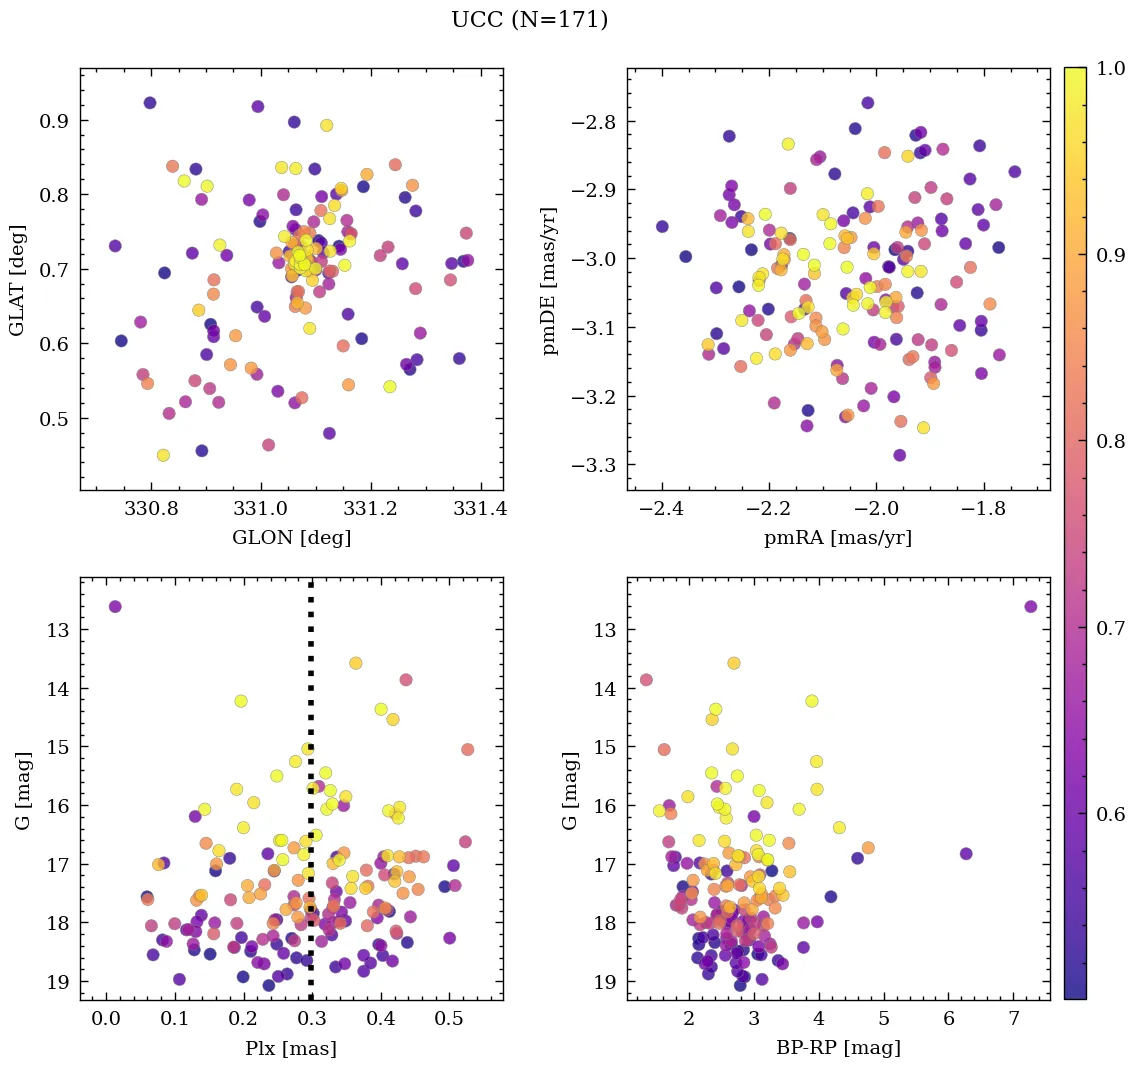 UCC (N=171)
0.9
0.8
0.7
0.6
0.5
GLAT [deg]
330.8 331.0 331.2 331.4
GLON [deg]
−2.8
−2.9
−3.0
−3.1
−3.2
−3.3
pmDE [mas/yr]
−2.4 −2.2 −2.0 −1.8
pmRA [mas/yr]
1.0
0.9
0.8
0.7
0.6
13
14
15
16
17
18
19
G [mag]
0.0 0.1 0.2 0.3 0.4 0.5
Plx [mas]
13
14
15
16
17
18
19
G [mag]
2 3 4 5 6 7
BP-RP [mag]